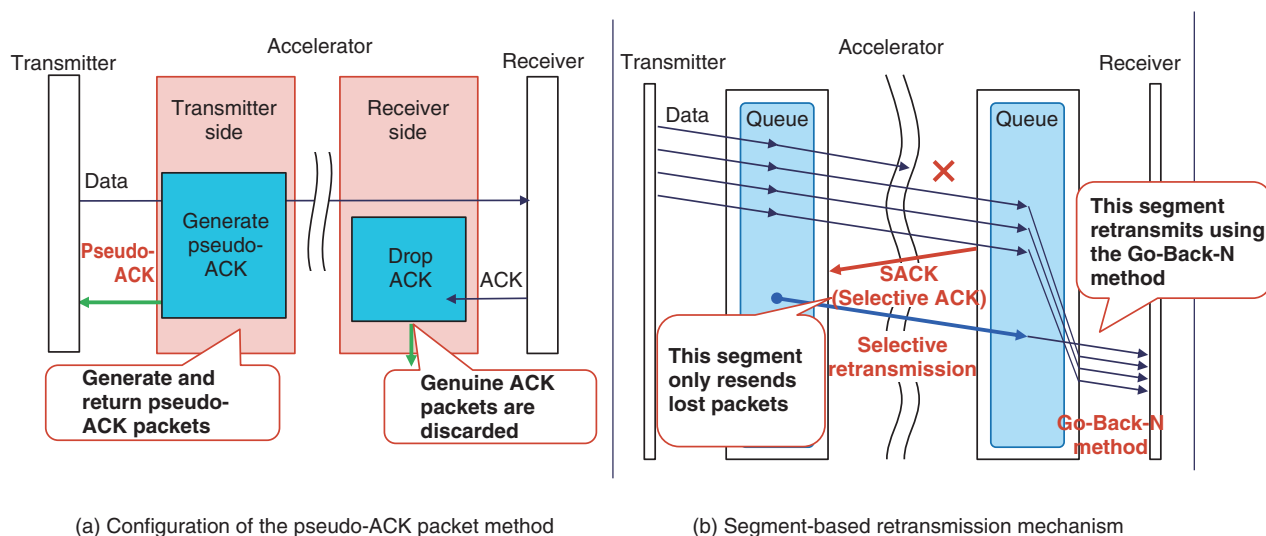 Accelerator
Transmitter
Receiver
Transmitter
side
Receiver
side
Data
Generate
pseudo-
ACK
Pseudo-
ACK
Drop
ACK
ACK
Generate and
return pseudo-
ACK packets
Genuine ACK
packets are
discarded
(a) Configuration of the pseudo-ACK packet method
Accelerator
Transmitter
Receiver
Data
Queue
Queue
This segment
retransmits using
the Go-Back-N
method
SACK
(Selective ACK)
Selective
retransmission
This segment
only resends
lost packets
Go-Back-N
method
(b) Segment-based retransmission mechanism